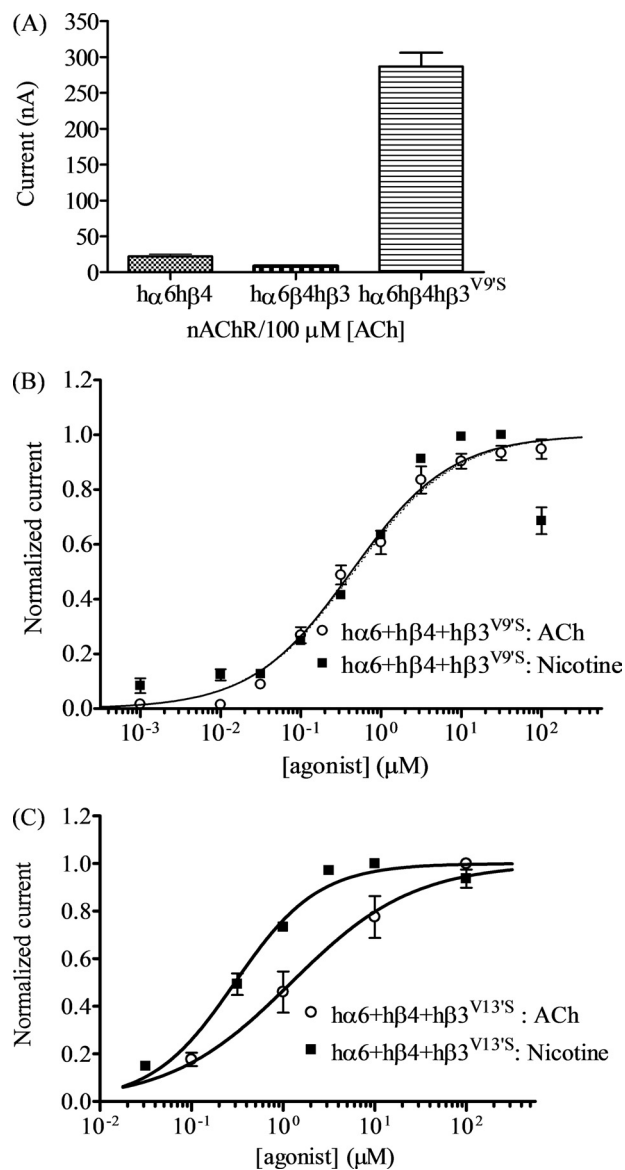 (A)
350
300
250
200
150
100
50
0
Current (nA)
hα6hβ4
hα6β4hβ3
hα6hβ4hβ3V9'S
nAChR/100 μM [ACh]
(B)
1.2
1.0
0.8
0.6
0.4
0.2
0.0
Normalized current
hα6+hβ4+hβ3V9'S: ACh
hα6+hβ4+hβ3V9'S: Nicotine
10-3
10-2
10-1
100
101
102
[agonist] (μM)
(C)
1.2
1.0
0.8
0.6
0.4
0.2
0.0
Normalized current
hα6+hβ4+hβ3V13'S : ACh
hα6+hβ4+hβ3V13'S: Nicotine
10-2
10-1
100
101
102
[agonist] (μM)